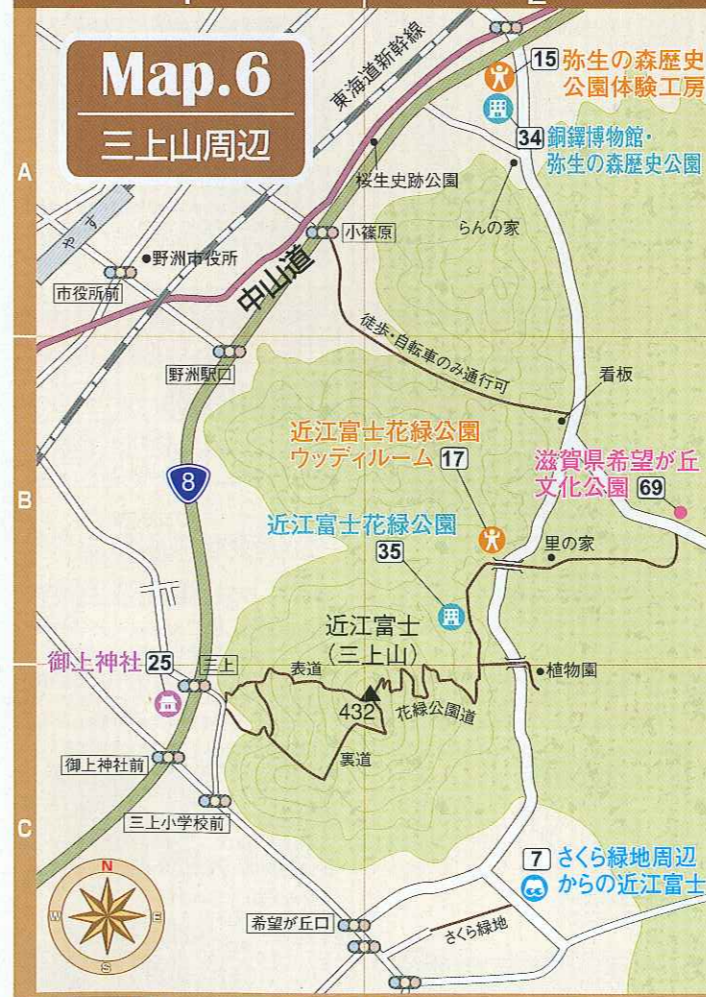 Map.6
三上山周辺
東海道新幹線
15 弥生の森歴史
公園体験工房
34 銅鐸博物館・
弥生の森歴史公園
A
桜生史跡公園
らんの家
小篠原
やす
野洲市役所
市役所前
中山道
徒歩・自転車のみ通行可
野洲駅口
看板
近江富士花緑公園
ウッディルーム 17
滋賀県希望が丘
文化公園 69
8
B
近江富士花緑公園
35
里の家
近江富士
(三上山)
御上神社 25
三上
表道
植物園
432
花緑公園道
裏道
御上神社前
三上小学校前
C
7 さくら緑地周辺
からの近江富士
N
W
E
S
希望が丘口
さくら緑地